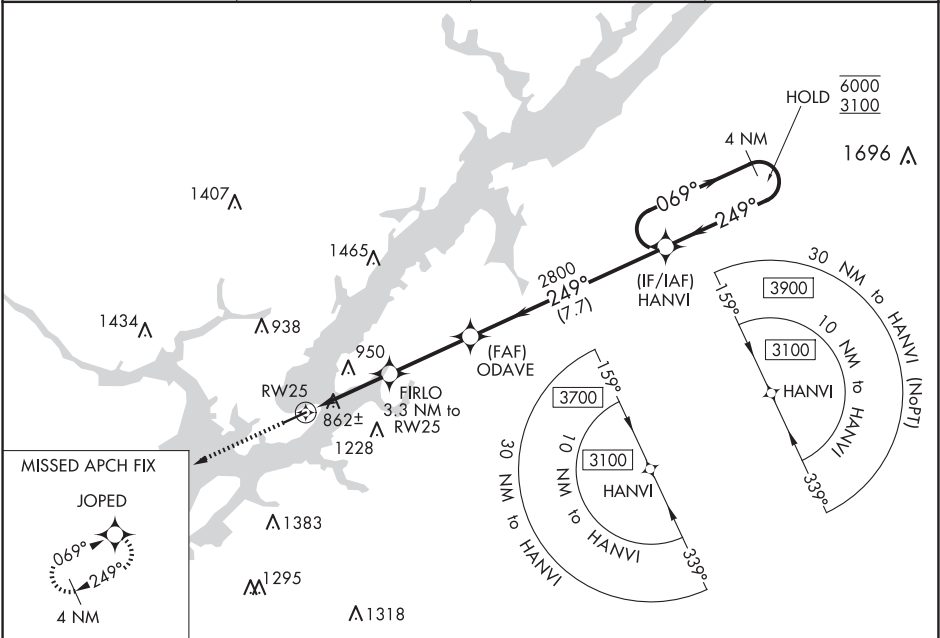 6000
HOLD
3100
4 NM
1696
1407
069°
249°
1465
2800
249°
(7.7)
(IF/IAF)
HANVI
30 NM to HANVI (NoPT)
159°
3900
10 NM to HANVI
3100
HANVI
339°
1434
938
950
(FAF)
ODAVE
FIRLO
3.3 NM to
RW25
RW25
862±
1228
159°
3700
3100
HANVI
10 NM to HANVI
30 NM to HANVI
339°
MISSED APCH FIX
JOPED
069°
249°
4 NM
1383
1295
1318